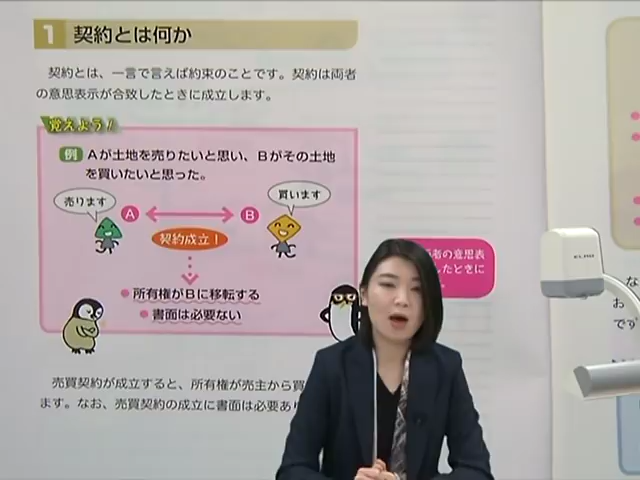 1 契約とは何か
契約とは、一言で言えば約束のことです。契約は両者
の意思表示が合致したときに成立します。
覚えよう!
例 Aが土地を売りたいと思い、Bがその土地
を買いたいと思った。
売ります
買います
A
B
契約成立!
所有権がBに移転する
書面は必要ない
の意思表
したときに
売買契約が成立すると、所有権が売主から買
ます。なお、売買契約の成立に書面は必要あり
な
お
です